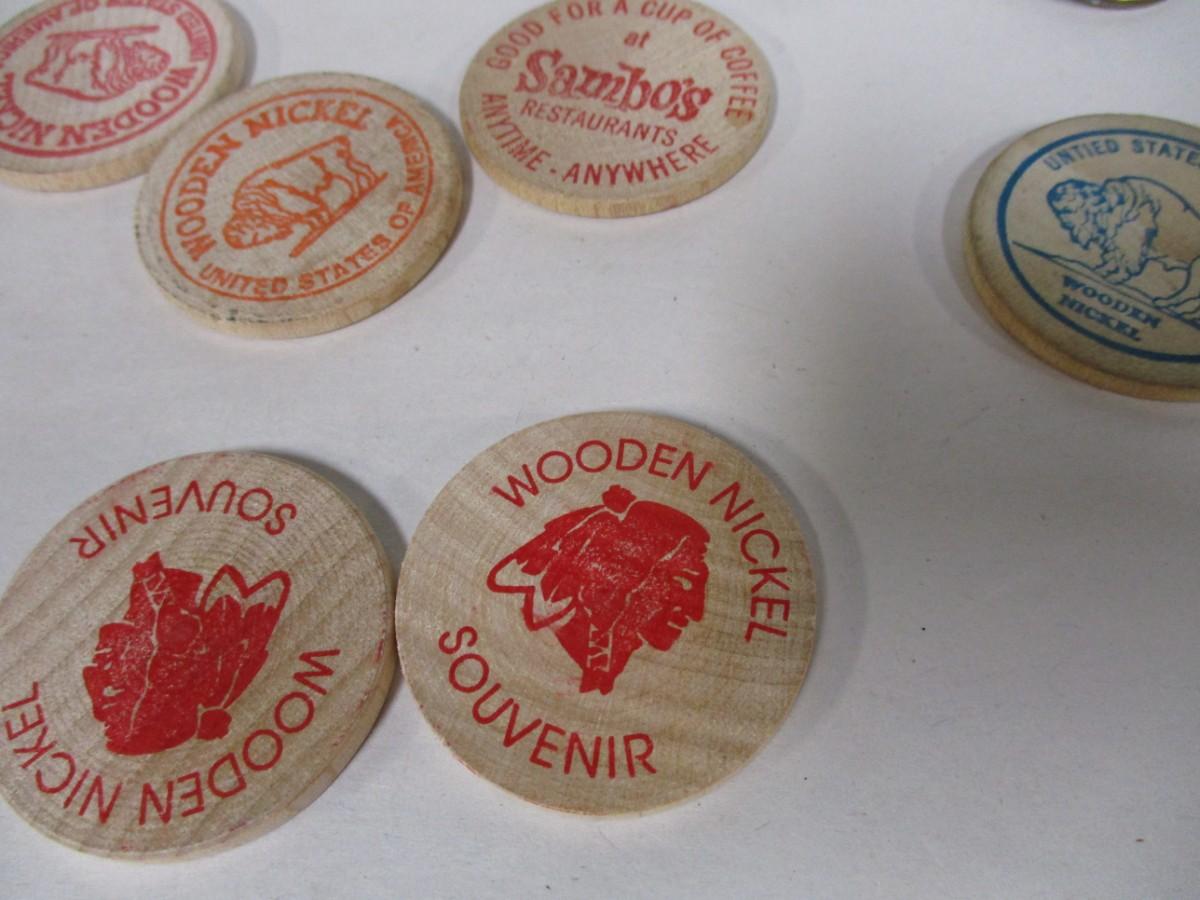 WOODEN NICKEL
UNITED STATES OF AMERICA
WOODEN NICKEL
UNITED STATES OF AMERICA
GOOD FOR A CUP OF COFFEE
at
Sambo's
RESTAURANTS
ANYTIME - ANYWHERE
UNTIED STATES
WOODEN
NICKEL
SOUVENIR
WOODEN NICKEL
WOODEN NICKEL
SOUVENIR